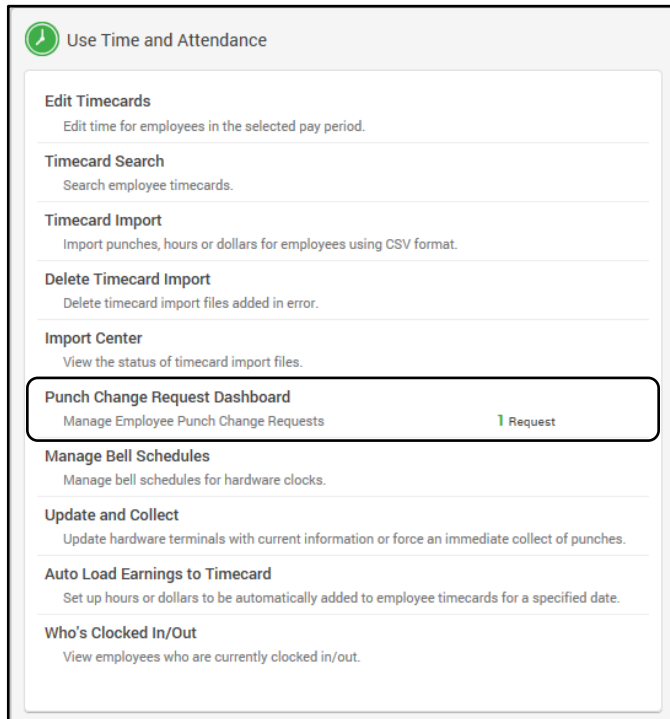 Use Time and Attendance
Edit Timecards
Edit time for employees in the selected pay period.
Timecard Search
Search employee timecards.
Timecard Import
Import punches, hours or dollars for employees using CSV format.
Delete Timecard Import
Delete timecard import files added in error.
Import Center
View the status of timecard import files.
Punch Change Request Dashboard
Manage Employee Punch Change Requests 1 Request
Manage Bell Schedules
Manage bell schedules for hardware clocks.
Update and Collect
Update hardware terminals with current information or force an immediate collect of punches.
Auto Load Earnings to Timecard
Set up hours or dollars to be automatically added to employee timecards for a specified date.
Who's Clocked In/Out
View employees who are currently clocked in/out.